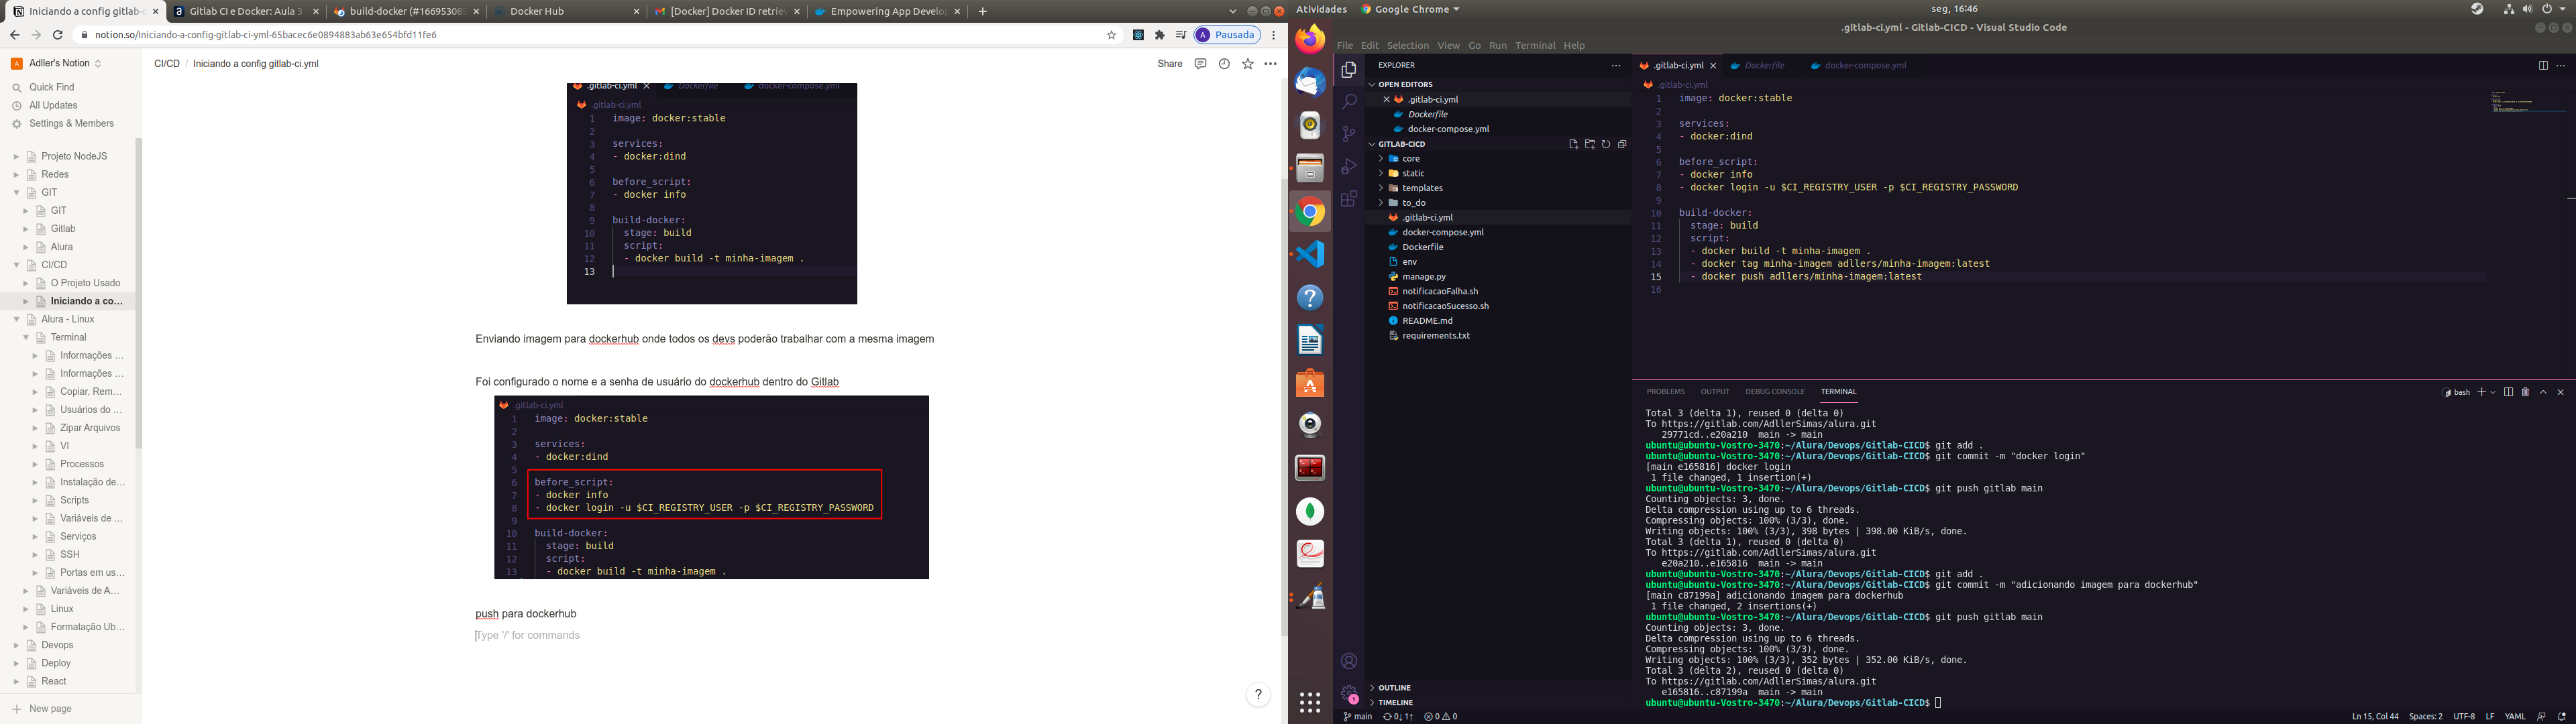 Iniciando a config gitlab-
Gitlab CI e Docker: Aula 3
build-docker (#16695308
Docker Hub
[Docker] Docker ID retrie
Empowering App Develo
notion.so/Iniciando-a-config-gitlab-ci-yml-65bacec6e0894883ab63e654bfd11fe6
A Pausada
A Adller's Notion
CI/CD / Iniciando a config gitlab-ci.yml
Share
Quick Find
All Updates
Settings & Members
Projeto NodeJS
Redes
GIT
GIT
Gitlab
Alura
CI/CD
O Projeto Usado
Iniciando a co...
Alura - Linux
Terminal
Informações ...
Informações ...
Copiar, Rem...
Usuários do ...
Zipar Arquivos
VI
Processos
Instalação de...
Scripts
Variáveis de ...
Serviços
SSH
Portas em us...
Variáveis de A...
Linux
Formatação Ub...
Devops
Deploy
React
New page
.gitlab-ci.yml Dockerfile docker-compose.yml
.gitlab-ci.yml
1 image: docker:stable
2
3 services:
4 - docker:dind
5
6 before_script:
7 - docker info
8
9 build-docker:
10 stage: build
11 script:
12 - docker build -t minha-imagem .
13
Enviando imagem para dockerhub onde todos os devs poderão trabalhar com a mesma imagem
Foi configurado o nome e a senha de usuário do dockerhub dentro do Gitlab
.gitlab-ci.yml
1 image: docker:stable
2
3 services:
4 - docker:dind
5
6 before_script:
7 - docker info
8 - docker login -u $CI_REGISTRY_USER -p $CI_REGISTRY_PASSWORD
9
10 build-docker:
11 stage: build
12 script:
13 - docker build -t minha-imagem .
push para dockerhub
Type '/' for commands
?
Atividades Google Chrome seg, 16:46
.gitlab-ci.yml - Gitlab-CICD - Visual Studio Code
File Edit Selection View Go Run Terminal Help
EXPLORER
OPEN EDITORS
.gitlab-ci.yml
Dockerfile
docker-compose.yml
GITLAB-CICD
core
static
templates
to_do
.gitlab-ci.yml
docker-compose.yml
Dockerfile
env
manage.py
notificacaoFalha.sh
notificacaoSucesso.sh
README.md
requirements.txt
OUTLINE
TIMELINE
.gitlab-ci.yml Dockerfile docker-compose.yml
.gitlab-ci.yml
1 image: docker:stable
2
3 services:
4 - docker:dind
5
6 before_script:
7 - docker info
8 - docker login -u $CI_REGISTRY_USER -p $CI_REGISTRY_PASSWORD
9
10 build-docker:
11 stage: build
12 script:
13 - docker build -t minha-imagem .
14 - docker tag minha-imagem adllers/minha-imagem:latest
15 - docker push adllers/minha-imagem:latest
16
PROBLEMS OUTPUT DEBUG CONSOLE TERMINAL bash
Total 3 (delta 1), reused 0 (delta 0)
To https://gitlab.com/AdllerSimas/alura.git
29771cd..e20a210 main -> main
ubuntu@ubuntu-Vostro-3470:~/Alura/Devops/Gitlab-CICD$ git add .
ubuntu@ubuntu-Vostro-3470:~/Alura/Devops/Gitlab-CICD$ git commit -m "docker login"
[main e165816] docker login
1 file changed, 1 insertion(+)
ubuntu@ubuntu-Vostro-3470:~/Alura/Devops/Gitlab-CICD$ git push gitlab main
Counting objects: 3, done.
Delta compression using up to 6 threads.
Compressing objects: 100% (3/3), done.
Writing objects: 100% (3/3), 398 bytes | 398.00 KiB/s, done.
Total 3 (delta 1), reused 0 (delta 0)
To https://gitlab.com/AdllerSimas/alura.git
e20a210..e165816 main -> main
ubuntu@ubuntu-Vostro-3470:~/Alura/Devops/Gitlab-CICD$ git add .
ubuntu@ubuntu-Vostro-3470:~/Alura/Devops/Gitlab-CICD$ git commit -m "adicionando imagem para dockerhub"
[main c87199a] adicionando imagem para dockerhub
1 file changed, 2 insertions(+)
ubuntu@ubuntu-Vostro-3470:~/Alura/Devops/Gitlab-CICD$ git push gitlab main
Counting objects: 3, done.
Delta compression using up to 6 threads.
Compressing objects: 100% (3/3), done.
Writing objects: 100% (3/3), 352 bytes | 352.00 KiB/s, done.
Total 3 (delta 2), reused 0 (delta 0)
To https://gitlab.com/AdllerSimas/alura.git
e165816..c87199a main -> main
ubuntu@ubuntu-Vostro-3470:~/Alura/Devops/Gitlab-CICD$
main 0↓ 1↑ 0 0
Ln 15, Col 44 Spaces: 2 UTF-8 LF YAML